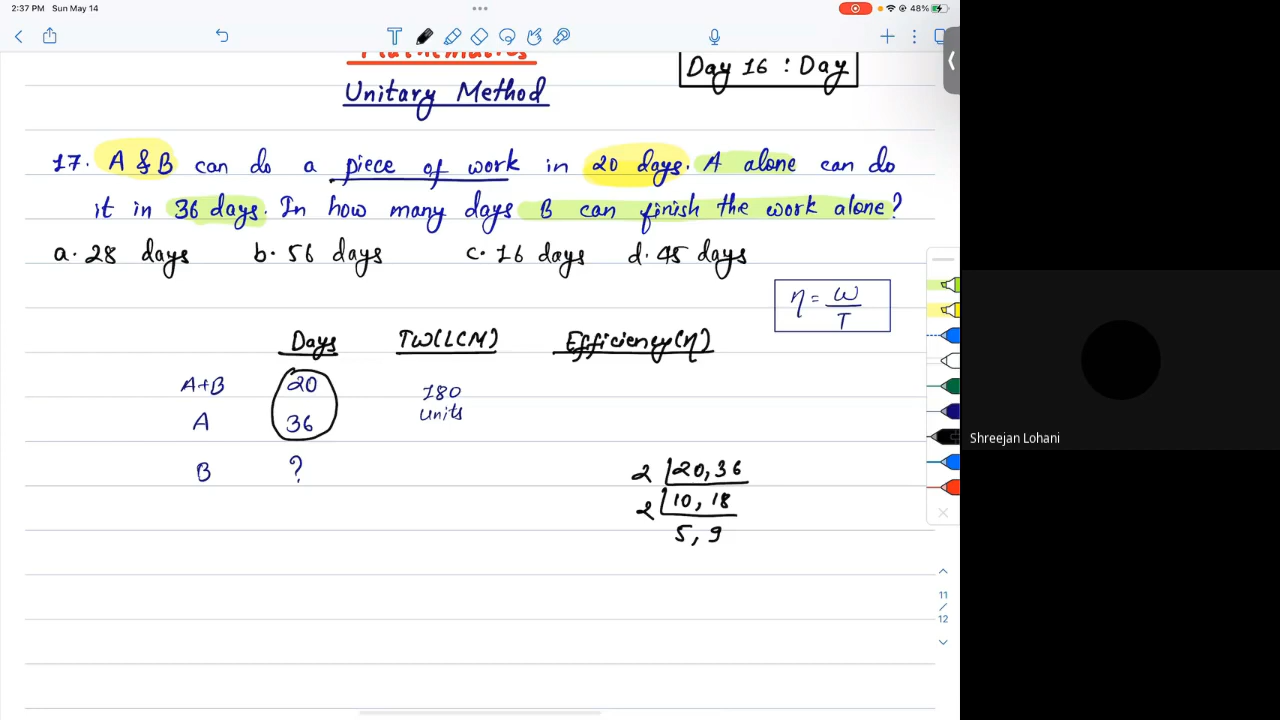 2:37 PM Sun May 14
48%
T
Mathematics
Day 16 : Day
Unitary Method
17. A & B can do a piece of work in 20 days. A alone can do
it in 36 days. In how many days B can finish the work alone?
a. 28 days b. 56 days c. 16 days d. 45 days
η = ω / T
Days TW(LCM) Efficiency(η)
A+B 20 180
A 36 units
B ?
2 20, 36
2 10, 18
5, 9
Shreejan Lohani
11
/
12